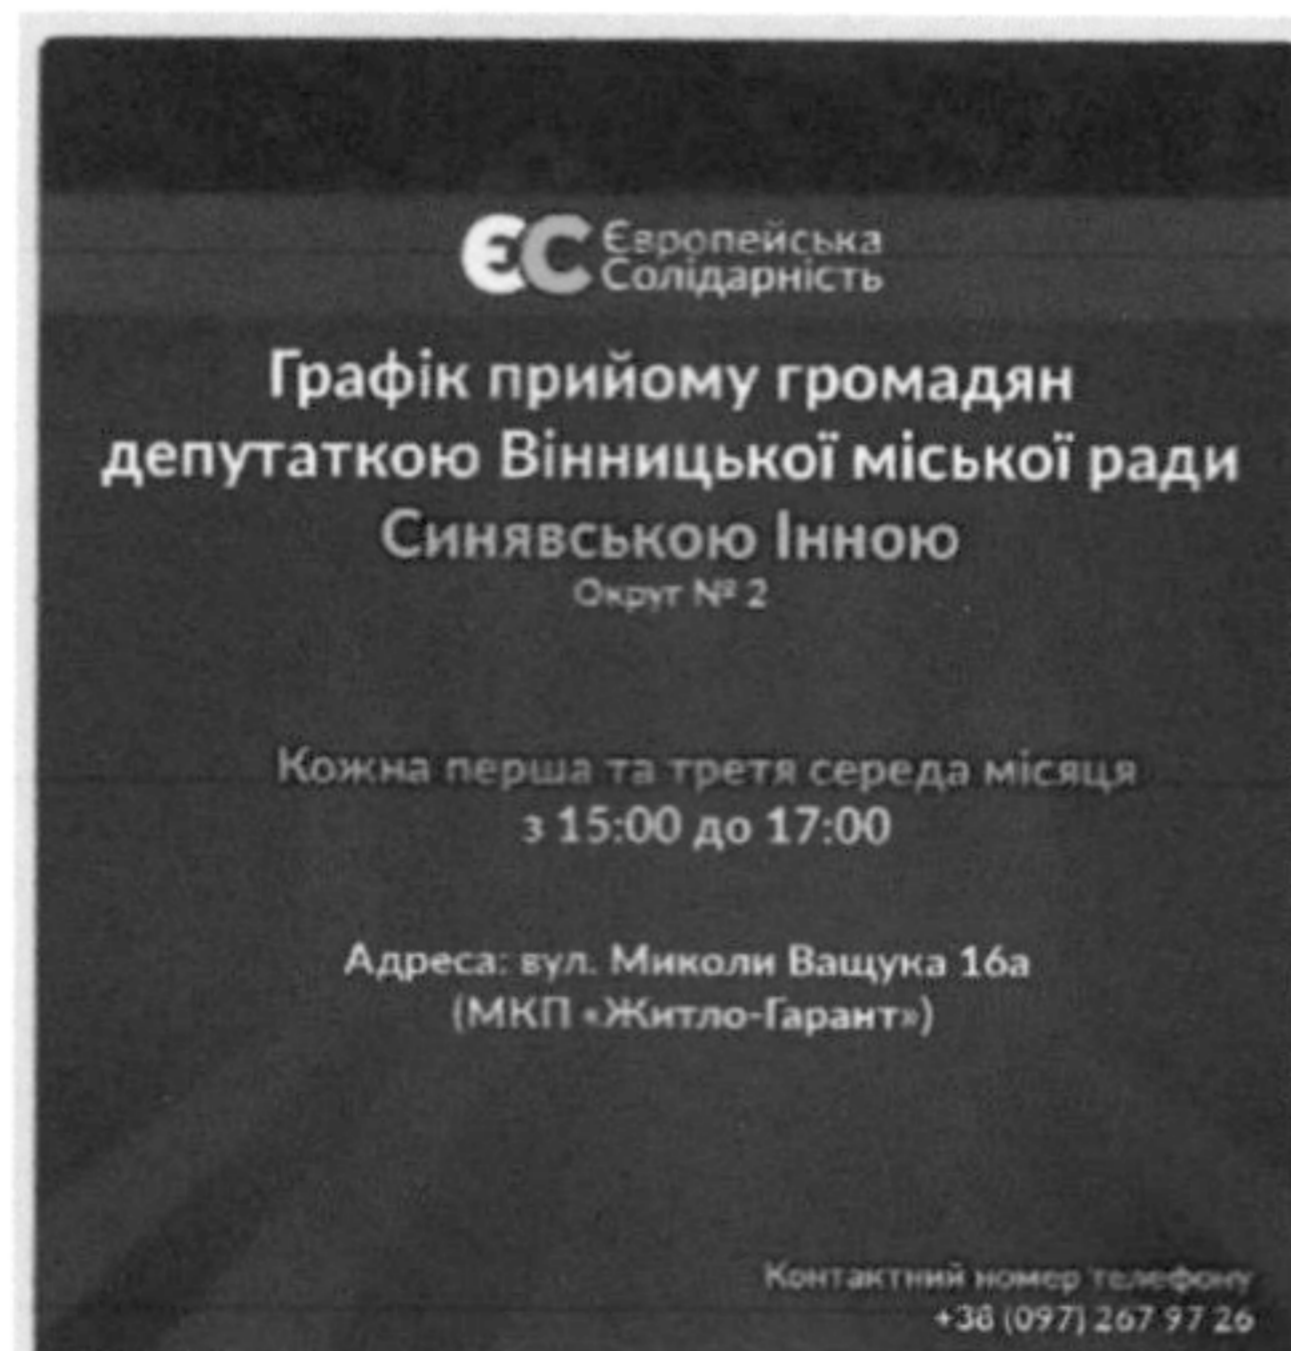 ЄС Європейська
Солідарність
Графік прийому громадян
депутаткою Вінницької міської ради
Синявською Інною
Округ № 2
Кожна перша та третя середа місяця
з 15:00 до 17:00
Адреса: вул. Миколи Ващука 16а
(МКП «Житло-Гарант»)
Контактний номер телефону
+38 (097) 267 97 26